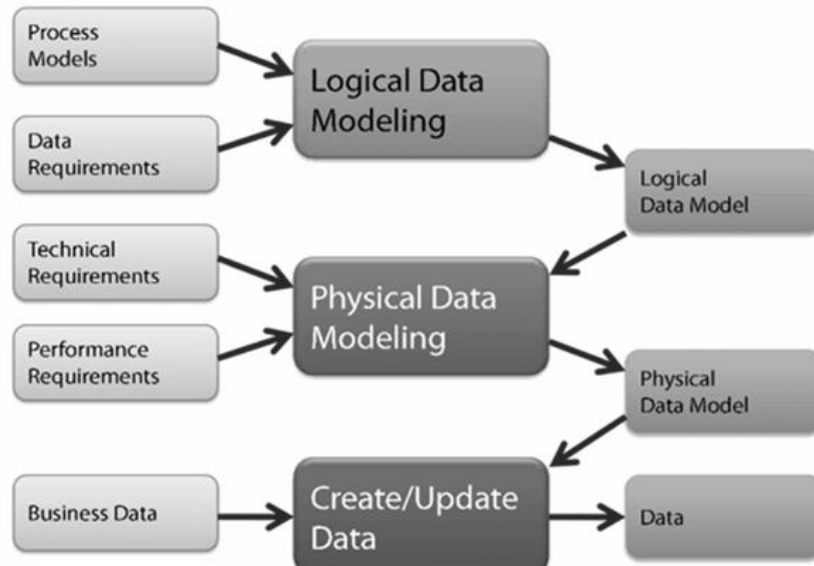 Process
Models
Logical Data
Modeling
Data
Requirements
Logical
Data Model
Technical
Requirements
Physical Data
Modeling
Performance
Requirements
Physical
Data Model
Business Data
Create/Update
Data
Data